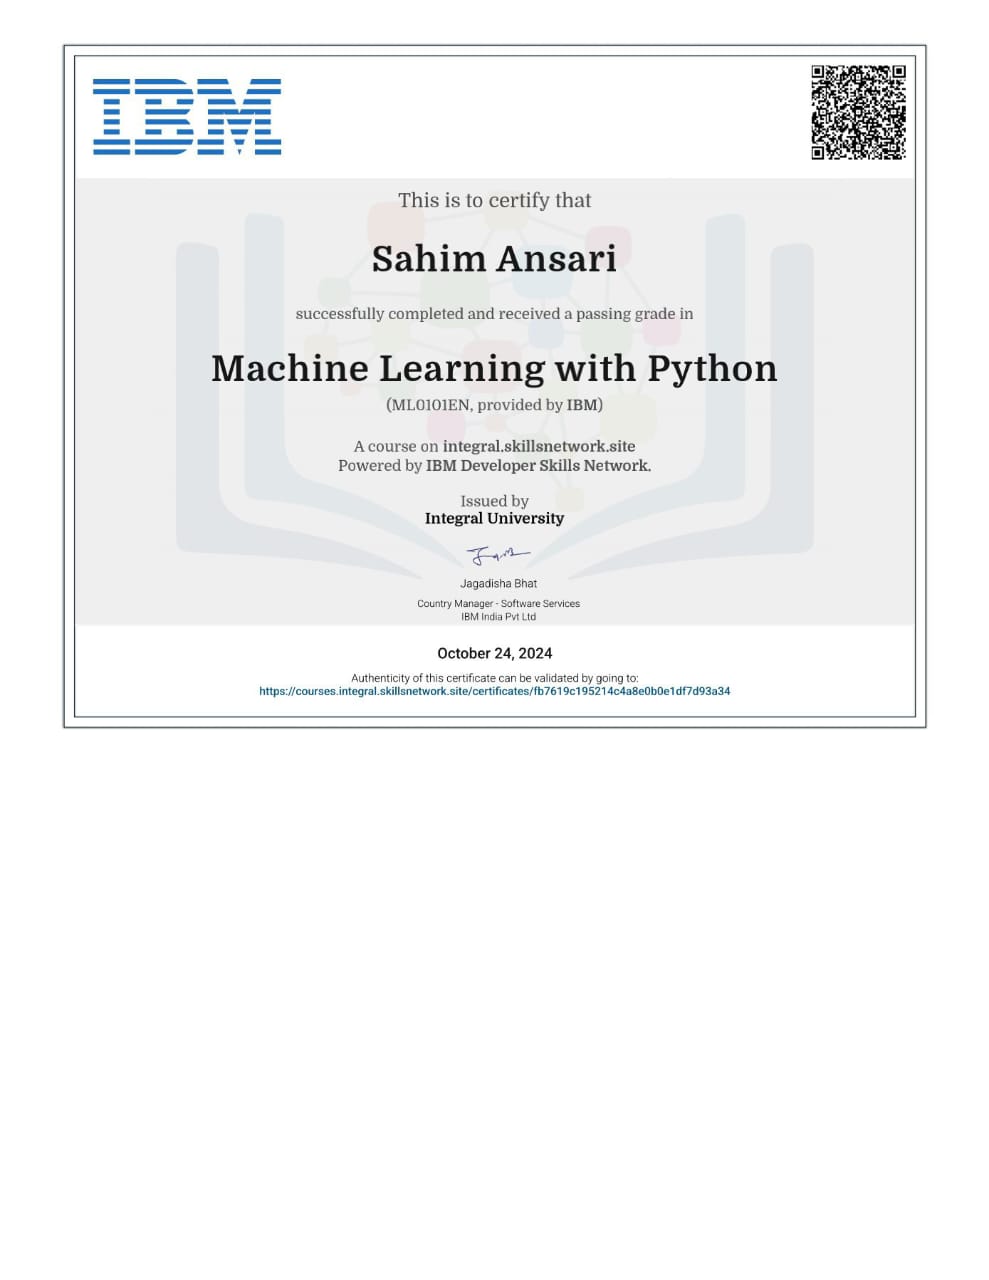 IBM
This is to certify that
Sahim Ansari
successfully completed and received a passing grade in
Machine Learning with Python
(ML0101EN, provided by IBM)
A course on integral.skillsnetwork.site
Powered by IBM Developer Skills Network.
Issued by
Integral University
Jagadisha Bhat
Country Manager - Software Services
IBM India Pvt Ltd
October 24, 2024
Authenticity of this certificate can be validated by going to:
https://courses.integral.skillsnetwork.site/certificates/fb7619c195214c4a8e0b0e1df7d93a34